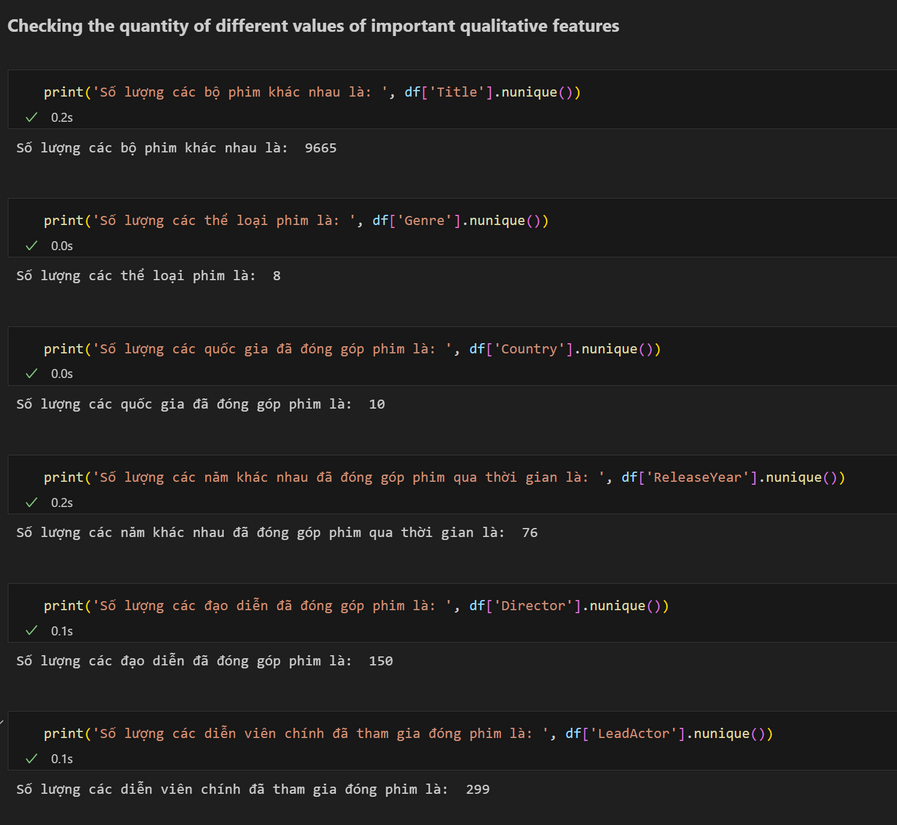 Checking the quantity of different values of important qualitative features
print('Số lượng các bộ phim khác nhau là: ', df['Title'].nunique())
0.2s
Số lượng các bộ phim khác nhau là:  9665
print('Số lượng các thể loại phim là: ', df['Genre'].nunique())
0.0s
Số lượng các thể loại phim là:  8
print('Số lượng các quốc gia đã đóng góp phim là: ', df['Country'].nunique())
0.0s
Số lượng các quốc gia đã đóng góp phim là:  10
print('Số lượng các năm khác nhau đã đóng góp phim qua thời gian là: ', df['ReleaseYear'].nunique())
0.2s
Số lượng các năm khác nhau đã đóng góp phim qua thời gian là:  76
print('Số lượng các đạo diễn đã đóng góp phim là: ', df['Director'].nunique())
0.1s
Số lượng các đạo diễn đã đóng góp phim là:  150
print('Số lượng các diễn viên chính đã tham gia đóng phim là: ', df['LeadActor'].nunique())
0.1s
Số lượng các diễn viên chính đã tham gia đóng phim là:  299